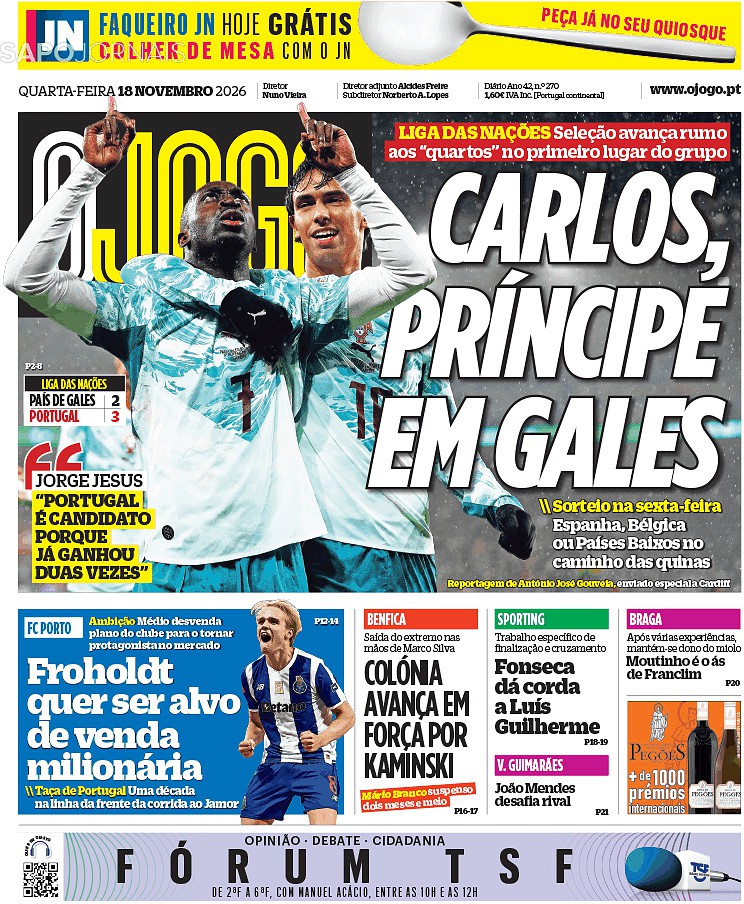 JN
FAQUEIRO JN HOJE GRÁTIS
COLHER DE MESA COM O JN
PEÇA JÁ NO SEU QUIOSQUE
SAPO JORNAIS
QUARTA-FEIRA 18 NOVEMBRO 2026
Diretor
Nuno Vieira
Diretor adjunto Alcides Freire
Subdiretor Norberto A. Lopes
Diário Ano 42, n.º 270
1,60€ IVA Inc. [Portugal continental]
www.ojogo.pt
O JOGO
LIGA DAS NAÇÕES Seleção avança rumo
aos “quartos” no primeiro lugar do grupo
CARLOS,
PRÍNCIPE
EM GALES
P2-8
LIGA DAS NAÇÕES
PAÍS DE GALES 2
PORTUGAL 3
7
JORGE JESUS
“PORTUGAL
É CANDIDATO
PORQUE
JÁ GANHOU
DUAS VEZES”
\\ Sorteio na sexta-feira
Espanha, Bélgica
ou Países Baixos no
caminho das quinas
Reportagem de António José Gouveia, enviado especial a Cardiff
FC PORTO
Ambição Médio desvenda
plano do clube para o tornar
protagonista no mercado
P12-14
Froholdt
quer ser alvo
de venda
milionária
\\ Taça de Portugal Uma década
na linha da frente da corrida ao Jamor
Betano
BENFICA
Saída do extremo nas
mãos de Marco Silva
COLÓNIA
AVANÇA EM
FORÇA POR
KAMINSKI
Mário Branco suspenso
dois meses e meio
P16-17
SPORTING
Trabalho específico de
finalização e cruzamento
Fonseca
dá corda
a Luís
Guilherme
P18-19
V. GUIMARÃES
João Mendes
desafia rival
P21
BRAGA
Após várias experiências,
mantém-se dono do miolo
Moutinho é o ás
de Franclim
P20
PEGÕES
+ de 1000
prémios
internacionais
PEGÕES
PEGÕES
OPINIÃO · DEBATE · CIDADANIA
FÓRUM TSF
DE 2ªF A 6ªF, COM MANUEL ACÁCIO, ENTRE AS 10H E AS 12H
TSF